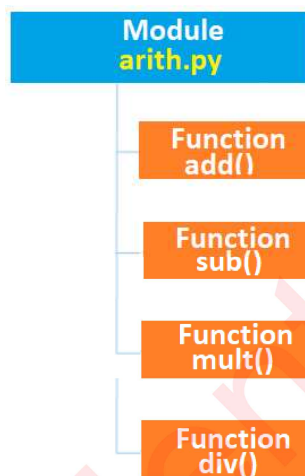 Module
arith.py
Function
add()
Function
sub()
Function
mult()
Function
div()